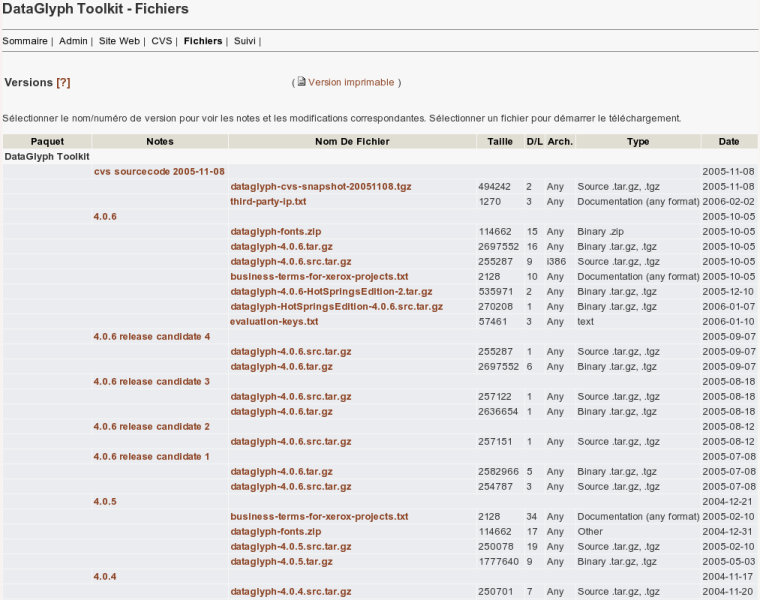 DataGlyph Toolkit - Fichiers
Sommaire | Admin | Site Web | CVS | Fichiers | Suivi |
Versions [?] ( Version imprimable )
Sélectionner le nom/numéro de version pour voir les notes et les modifications correspondantes. Sélectionner un fichier pour démarrer le téléchargement.
Paquet Notes Nom De Fichier Taille D/L Arch. Type Date
DataGlyph Toolkit
cvs sourcecode 2005-11-08 2005-11-08
dataglyph-cvs-snapshot-20051108.tgz 494242 2 Any Source .tar.gz, .tgz 2005-11-08
third-party-ip.txt 1270 3 Any Documentation (any format) 2006-02-02
4.0.6 2005-10-05
dataglyph-fonts.zip 114662 15 Any Binary .zip 2005-10-05
dataglyph-4.0.6.tar.gz 2697552 16 Any Binary .tar.gz, .tgz 2005-10-05
dataglyph-4.0.6.src.tar.gz 255287 9 i386 Source .tar.gz, .tgz 2005-10-05
business-terms-for-xerox-projects.txt 2128 10 Any Documentation (any format) 2005-10-05
dataglyph-4.0.6-HotSpringsEdition-2.tar.gz 535971 2 Any Binary .tar.gz, .tgz 2005-12-10
dataglyph-HotSpringsEdition-4.0.6.src.tar.gz 270208 1 Any Binary .tar.gz, .tgz 2006-01-07
evaluation-keys.txt 57461 3 Any text 2006-01-10
4.0.6 release candidate 4 2005-09-07
dataglyph-4.0.6.src.tar.gz 255287 1 Any Source .tar.gz, .tgz 2005-09-07
dataglyph-4.0.6.tar.gz 2697552 6 Any Binary .tar.gz, .tgz 2005-09-07
4.0.6 release candidate 3 2005-08-18
dataglyph-4.0.6.src.tar.gz 257122 1 Any Source .tar.gz, .tgz 2005-08-18
dataglyph-4.0.6.tar.gz 2636654 1 Any Binary .tar.gz, .tgz 2005-08-18
4.0.6 release candidate 2 2005-08-12
dataglyph-4.0.6.src.tar.gz 257151 1 Any Source .tar.gz, .tgz 2005-08-12
4.0.6 release candidate 1 2005-07-08
dataglyph-4.0.6.tar.gz 2582966 5 Any Binary .tar.gz, .tgz 2005-07-08
dataglyph-4.0.6.src.tar.gz 254787 3 Any Source .tar.gz, .tgz 2005-07-08
4.0.5 2004-12-21
business-terms-for-xerox-projects.txt 2128 34 Any Documentation (any format) 2005-02-10
dataglyph-fonts.zip 114662 17 Any Other 2004-12-31
dataglyph-4.0.5.src.tar.gz 250078 19 Any Source .tar.gz, .tgz 2005-02-10
dataglyph-4.0.5.tar.gz 1777640 9 Any Binary .tar.gz, .tgz 2005-05-03
4.0.4 2004-11-17
dataglyph-4.0.4.src.tar.gz 250701 7 Any Source .tar.gz, .tgz 2004-11-20